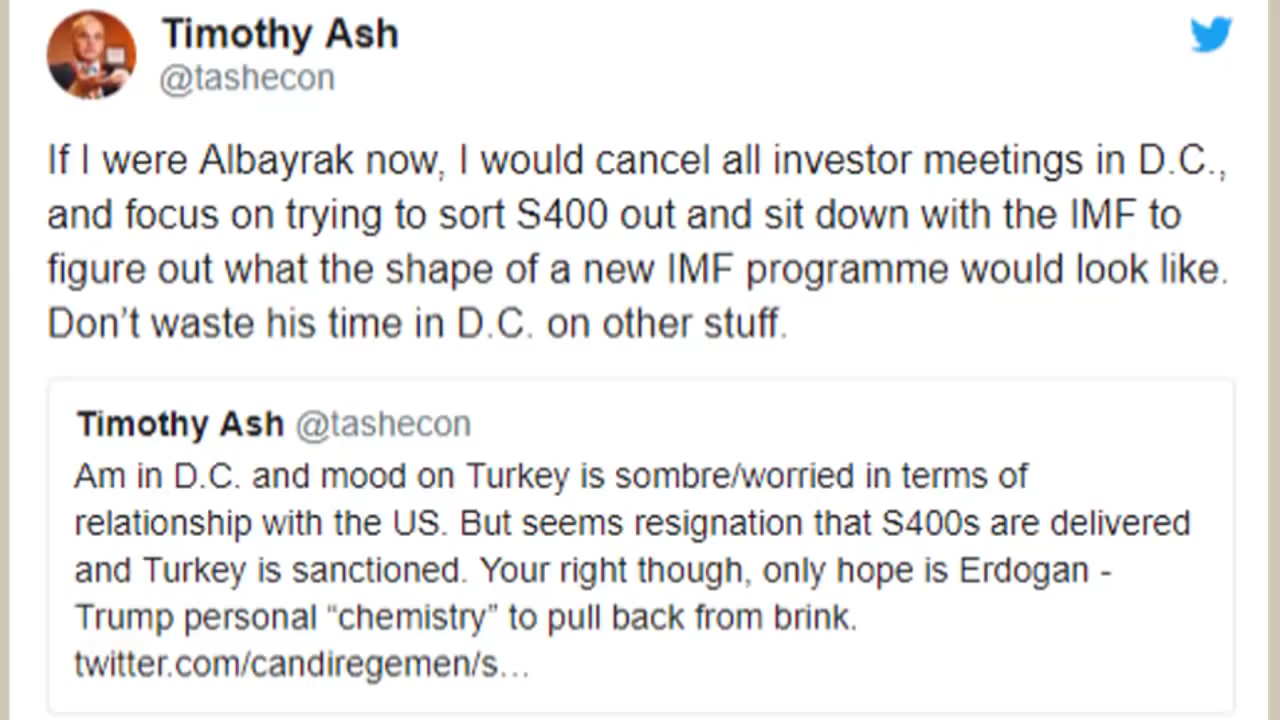 Timothy Ash
@tashecon
If I were Albayrak now, I would cancel all investor meetings in D.C.,
and focus on trying to sort S400 out and sit down with the IMF to
figure out what the shape of a new IMF programme would look like.
Don't waste his time in D.C. on other stuff.
Timothy Ash @tashecon
Am in D.C. and mood on Turkey is sombre/worried in terms of
relationship with the US. But seems resignation that S400s are delivered
and Turkey is sanctioned. Your right though, only hope is Erdogan -
Trump personal “chemistry” to pull back from brink.
twitter.com/candiregemen/s…